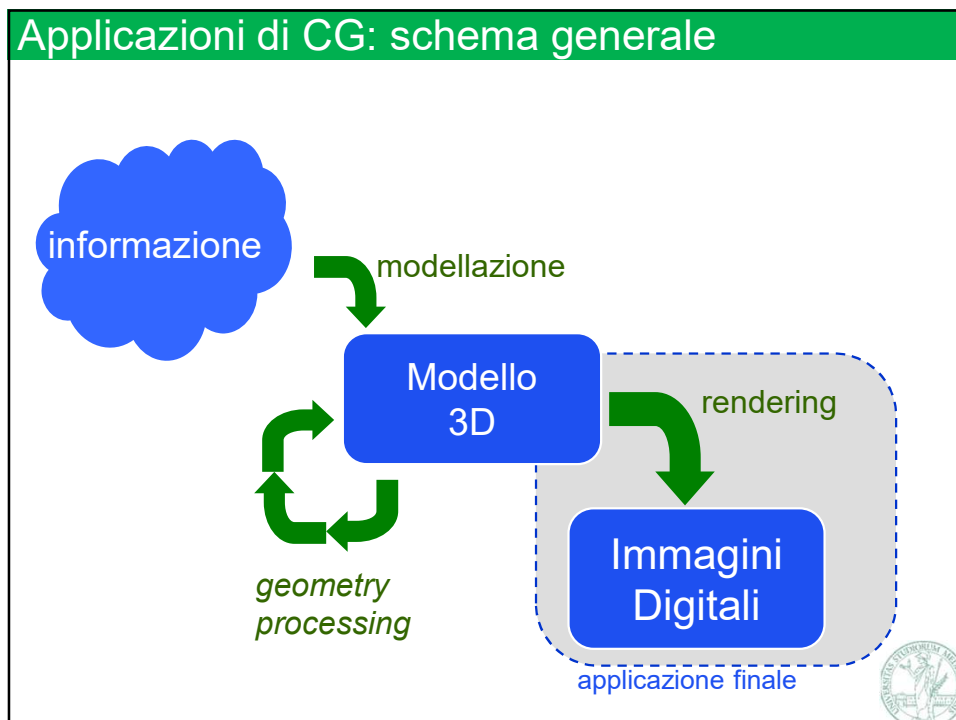 Applicazioni di CG: schema generale
informazione
modellazione
Modello
3D
rendering
geometry
processing
Immagini
Digitali
applicazione finale